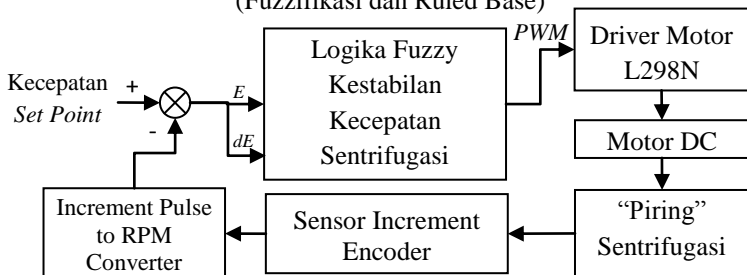 (Fuzzifikasi dan Ruled Base)
Kecepatan
Set Point
+
-
E
dE
Logika Fuzzy
Kestabilan
Kecepatan
Sentrifugasi
PWM
Driver Motor
L298N
Motor DC
“Piring”
Sentrifugasi
Sensor Increment
Encoder
Increment Pulse
to RPM
Converter